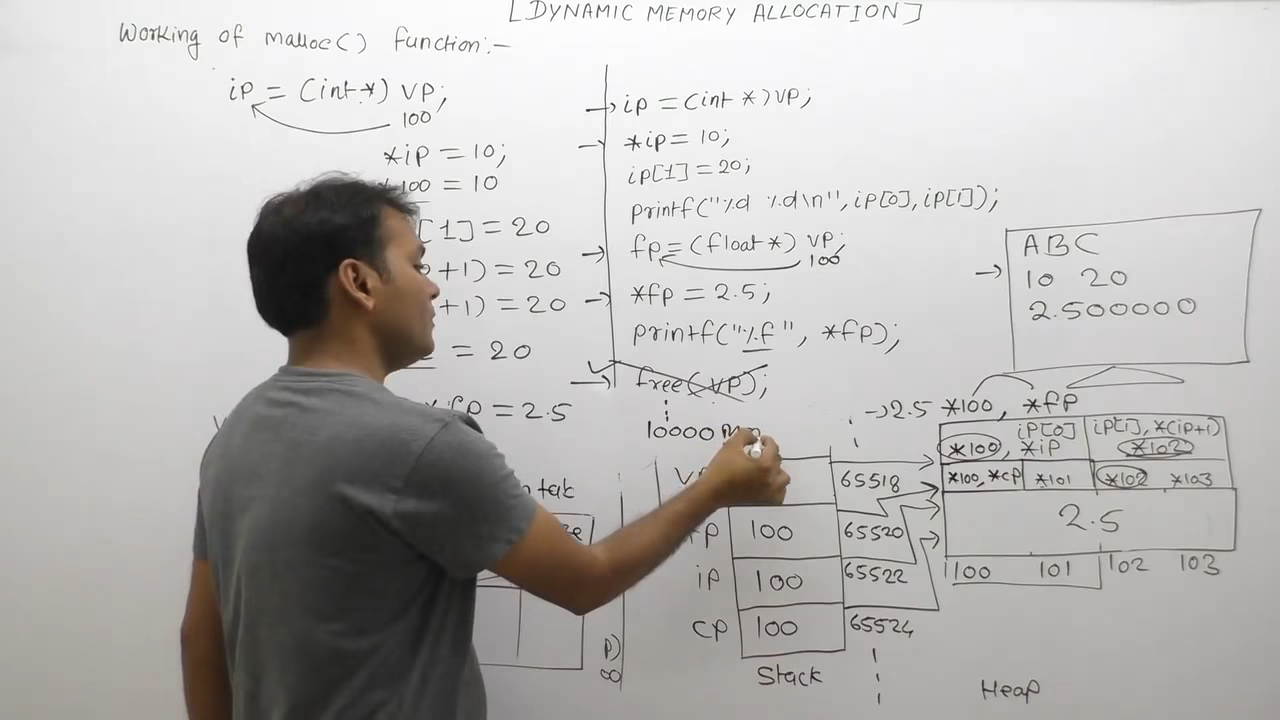 [DYNAMIC MEMORY ALLOCATION]
Working of malloc() function:-
ip = (int*) vp;
100
*ip = 10;
*100 = 10
[1] = 20
+1) = 20
+1) = 20
= 20
fp = 2.5
ip = (int *) vp;
*ip = 10;
ip[1] = 20;
printf("%d %d\n", ip[0], ip[1]);
fp = (float*) vp;
100
*fp = 2.5;
printf("%f", *fp);
free(vp);
10000
ABC
10 20
2.500000
2.5 *100, *fp
ip[0] ip[1], *(ip+1)
*100, *ip *102
*100, *cp *101 *102 *103
2.5
100 101 102 103
65518
fp 100 65520
ip 100 65522
cp 100 65524
Stack
Heap